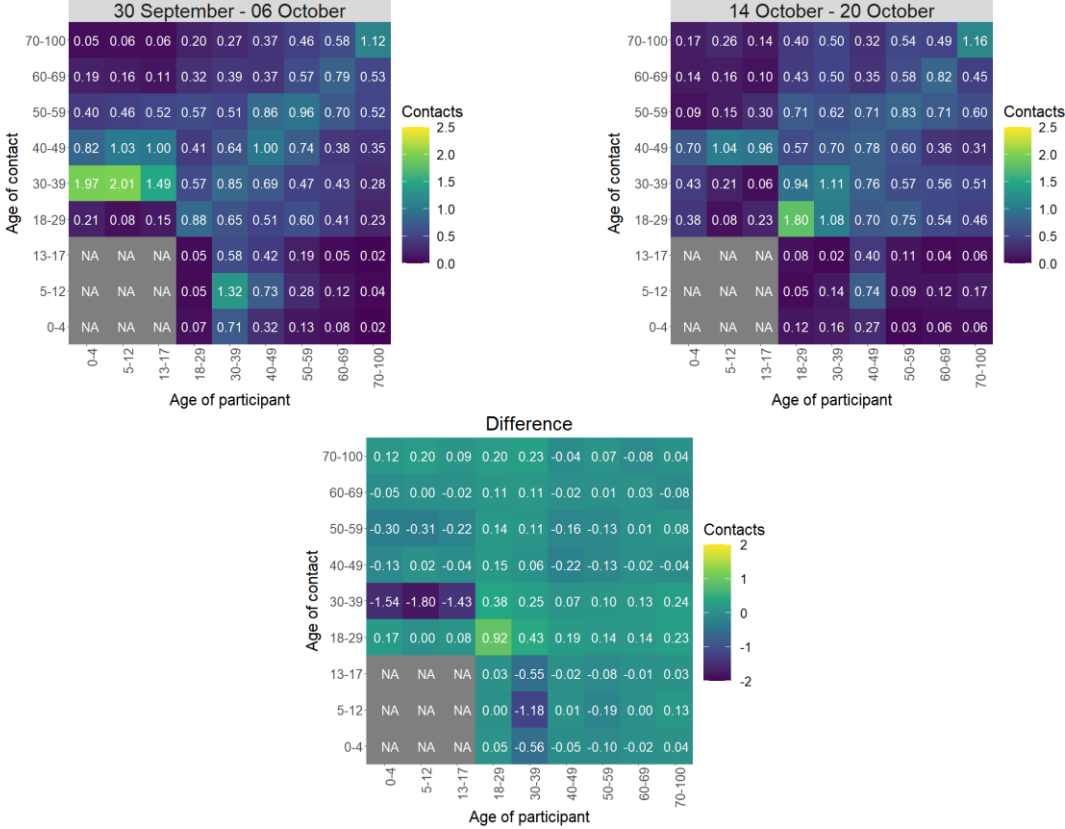 30 September - 06 October
70-100 0.05 0.06 0.06 0.20 0.27 0.37 0.46 0.58 1.12
60-69 0.19 0.16 0.11 0.32 0.39 0.37 0.57 0.79 0.53
50-59 0.40 0.46 0.52 0.57 0.51 0.86 0.96 0.70 0.52
40-49 0.82 1.03 1.00 0.41 0.64 1.00 0.74 0.38 0.35
30-39 1.97 2.01 1.49 0.57 0.85 0.69 0.47 0.43 0.28
18-29 0.21 0.08 0.15 0.88 0.65 0.51 0.60 0.41 0.23
13-17 NA NA NA 0.05 0.58 0.42 0.19 0.05 0.02
5-12 NA NA NA 0.05 1.32 0.73 0.28 0.12 0.04
0-4 NA NA NA 0.07 0.71 0.32 0.13 0.08 0.02
0-4 5-12 13-17 18-29 30-39 40-49 50-59 60-69 70-100
Age of participant
Age of contact
Contacts
2.5
2.0
1.5
1.0
0.5
0.0
14 October - 20 October
70-100 0.17 0.26 0.14 0.40 0.50 0.32 0.54 0.49 1.16
60-69 0.14 0.16 0.10 0.43 0.50 0.35 0.58 0.82 0.45
50-59 0.09 0.15 0.30 0.71 0.62 0.71 0.83 0.71 0.60
40-49 0.70 1.04 0.96 0.57 0.70 0.78 0.60 0.36 0.31
30-39 0.43 0.21 0.06 0.94 1.11 0.76 0.57 0.56 0.51
18-29 0.38 0.08 0.23 1.80 1.08 0.70 0.75 0.54 0.46
13-17 NA NA NA 0.08 0.02 0.40 0.11 0.04 0.06
5-12 NA NA NA 0.05 0.14 0.74 0.09 0.12 0.17
0-4 NA NA NA 0.12 0.16 0.27 0.03 0.06 0.06
0-4 5-12 13-17 18-29 30-39 40-49 50-59 60-69 70-100
Age of participant
Age of contact
Contacts
2.5
2.0
1.5
1.0
0.5
0.0
Difference
70-100 0.12 0.20 0.09 0.20 0.23 -0.04 0.07 -0.08 0.04
60-69 -0.05 0.00 -0.02 0.11 0.11 -0.02 0.01 0.03 -0.08
50-59 -0.30 -0.31 -0.22 0.14 0.11 -0.16 -0.13 0.01 0.08
40-49 -0.13 0.02 -0.04 0.15 0.06 -0.22 -0.13 -0.02 -0.04
30-39 -1.54 -1.80 -1.43 0.38 0.25 0.07 0.10 0.13 0.24
18-29 0.17 0.00 0.08 0.92 0.43 0.19 0.14 0.14 0.23
13-17 NA NA NA 0.03 -0.55 -0.02 -0.08 -0.01 0.03
5-12 NA NA NA 0.00 -1.18 0.01 -0.19 0.00 0.13
0-4 NA NA NA 0.05 -0.56 -0.05 -0.10 -0.02 0.04
0-4 5-12 13-17 18-29 30-39 40-49 50-59 60-69 70-100
Age of participant
Age of contact
Contacts
2
1
0
-1
-2